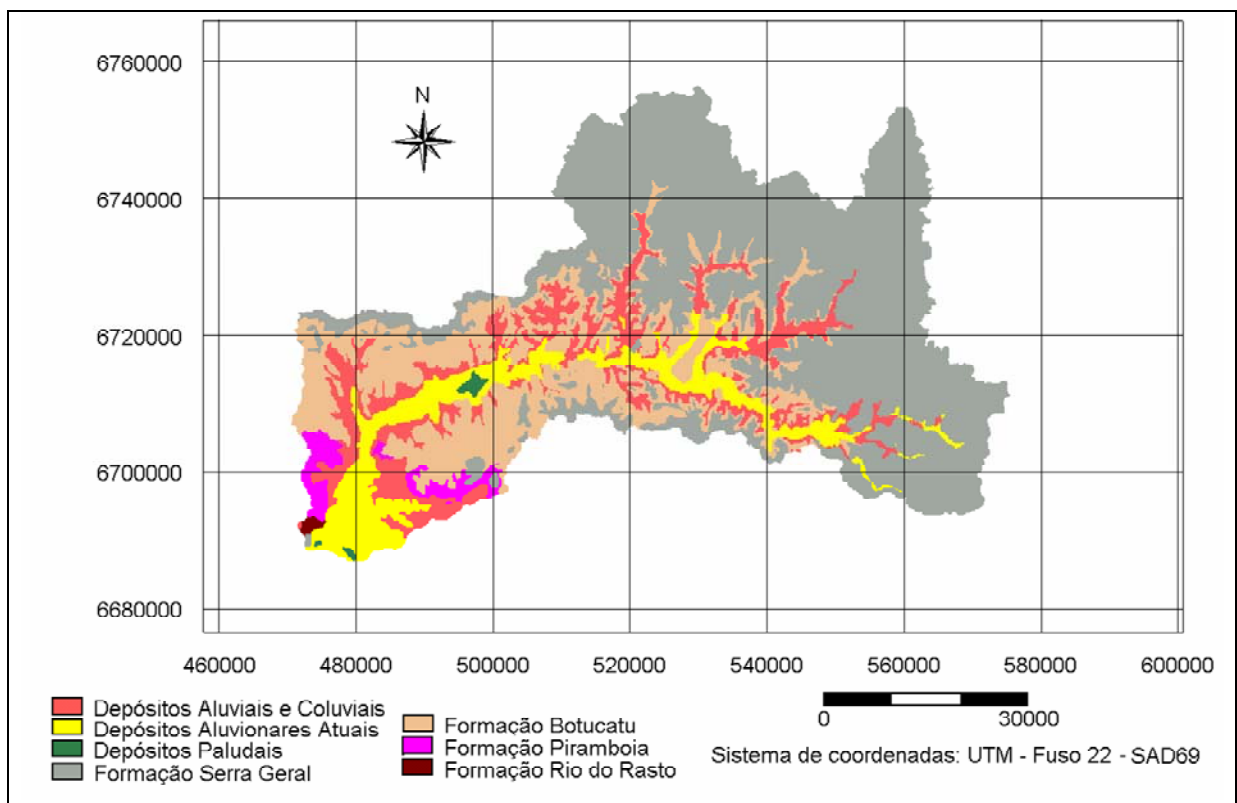 6760000
N
6740000
6720000
6700000
6680000
460000 480000 500000 520000 540000 560000 580000 600000
Depósitos Aluviais e Coluviais
Depósitos Aluvionares Atuais
Depósitos Paludais
Formação Serra Geral
Formação Botucatu
Formação Piramboia
Formação Rio do Rasto
0 30000
Sistema de coordenadas: UTM - Fuso 22 - SAD69